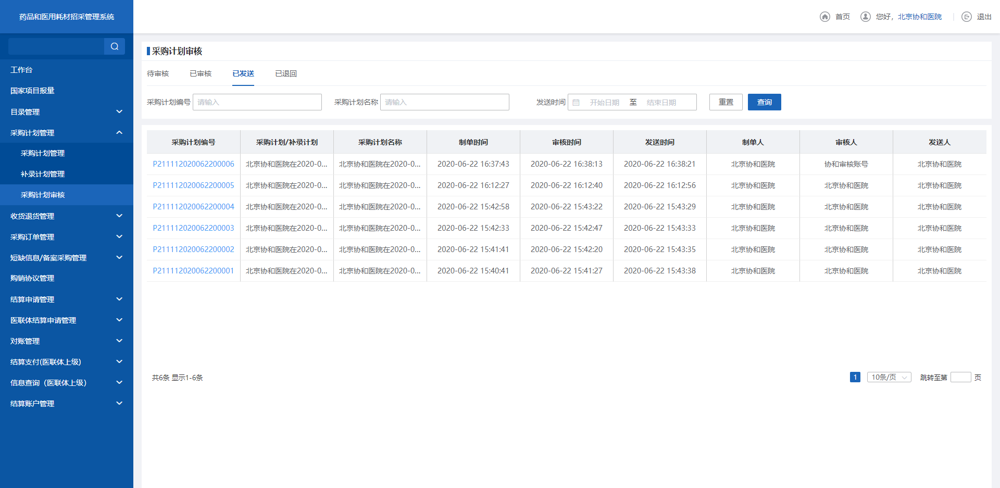 药品和医用耗材招采管理系统
首页 您好，北京协和医院 退出
工作台
国家项目报量
目录管理
采购计划管理
采购计划管理
补录计划管理
采购计划审核
收货退货管理
采购订单管理
短缺信息/备案采购管理
购销协议管理
结算申请管理
医联体结算申请管理
对账管理
结算支付(医联体上级)
信息查询（医联体上级）
结算账户管理
采购计划审核
待审核 已审核 已发送 已退回
采购计划编号 请输入 采购计划名称 请输入 发送时间 开始日期 至 结束日期 重置 查询
采购计划编号 采购计划/补录计划 采购计划名称 制单时间 审核时间 发送时间 制单人 审核人 发送人
P211112020062200006 北京协和医院在2020-0... 北京协和医院在2020-0... 2020-06-22 16:37:43 2020-06-22 16:38:13 2020-06-22 16:38:21 北京协和医院 协和审核账号 北京协和医院
P211112020062200005 北京协和医院在2020-0... 北京协和医院在2020-0... 2020-06-22 16:12:27 2020-06-22 16:12:40 2020-06-22 16:12:56 北京协和医院 北京协和医院 北京协和医院
P211112020062200004 北京协和医院在2020-0... 北京协和医院在2020-0... 2020-06-22 15:42:58 2020-06-22 15:43:22 2020-06-22 15:43:29 北京协和医院 北京协和医院 北京协和医院
P211112020062200003 北京协和医院在2020-0... 北京协和医院在2020-0... 2020-06-22 15:42:33 2020-06-22 15:42:47 2020-06-22 15:43:33 北京协和医院 北京协和医院 北京协和医院
P211112020062200002 北京协和医院在2020-0... 北京协和医院在2020-0... 2020-06-22 15:41:41 2020-06-22 15:42:20 2020-06-22 15:43:35 北京协和医院 北京协和医院 北京协和医院
P211112020062200001 北京协和医院在2020-0... 北京协和医院在2020-0... 2020-06-22 15:40:41 2020-06-22 15:41:27 2020-06-22 15:43:38 北京协和医院 北京协和医院 北京协和医院
共6条 显示1-6条 1 10条/页 跳转至第 页